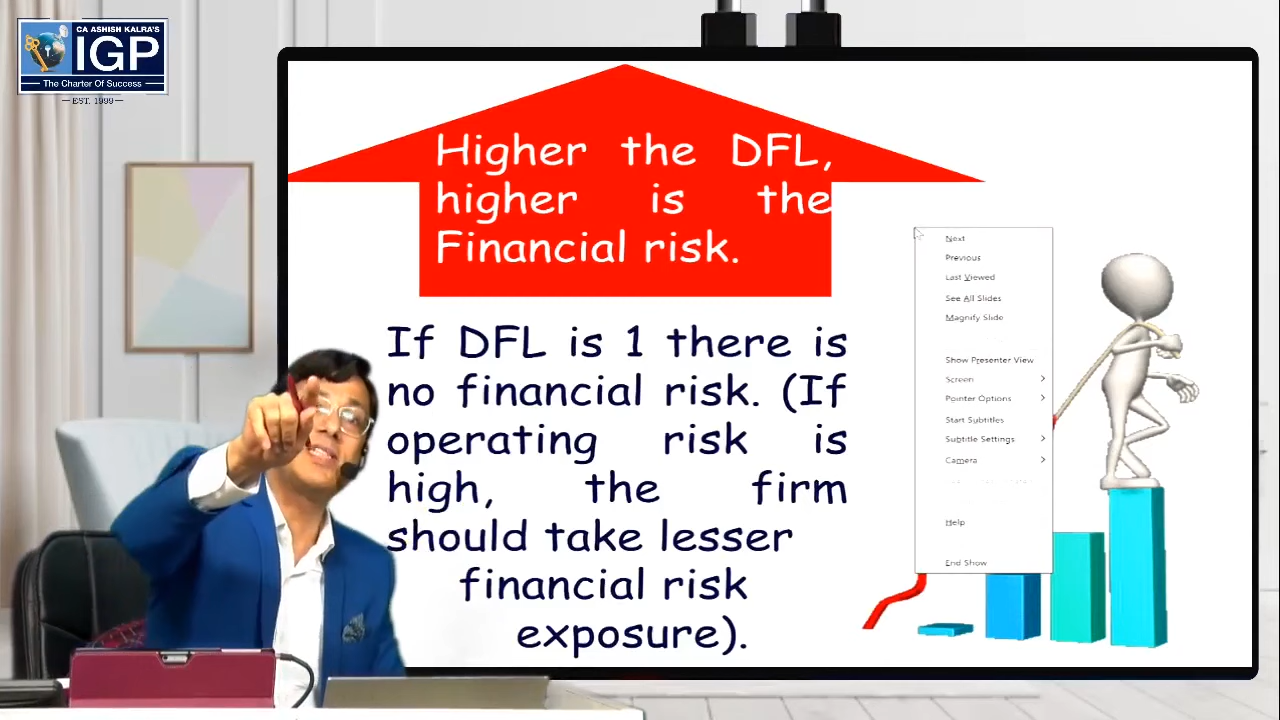 CA ASHISH KALRA'S
IGP
The Charter Of Success
EST. 1999
Higher the DFL,
higher is the
Financial risk.
If DFL is 1 there is
no financial risk. (If
operating risk is
high, the firm
should take lesser
financial risk
exposure).
Next
Previous
Last Viewed
See All Slides
Magnify Slide
Show Presenter View
Screen
Pointer Options
Start Subtitles
Subtitle Settings
Camera
Help
End Show